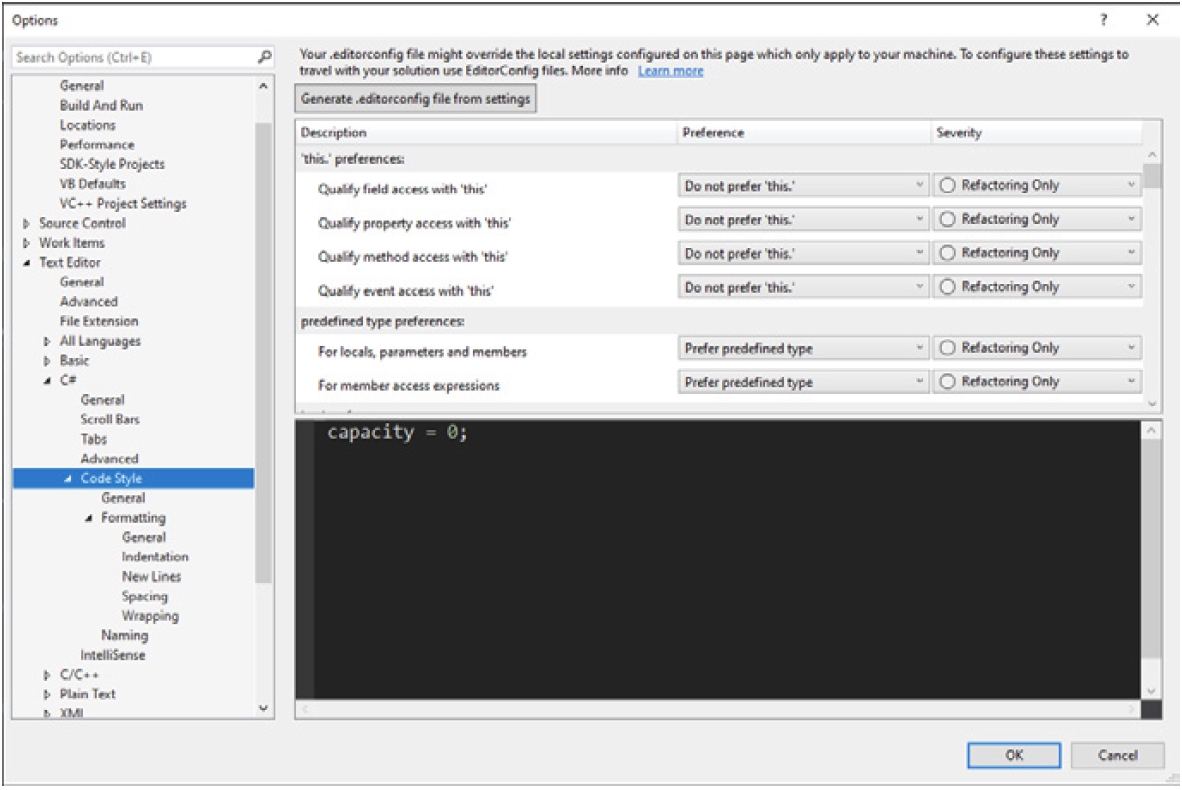 Options
?
Search Options (Ctrl+E)
General
Build And Run
Locations
Performance
SDK-Style Projects
VB Defaults
VC++ Project Settings
Source Control
Work Items
Text Editor
General
Advanced
File Extension
All Languages
Basic
C#
General
Scroll Bars
Tabs
Advanced
Code Style
General
Formatting
General
Indentation
New Lines
Spacing
Wrapping
Naming
IntelliSense
C/C++
Plain Text
XML
Your .editorconfig file might override the local settings configured on this page which only apply to your machine. To configure these settings to
travel with your solution use EditorConfig files. More info Learn more
Generate .editorconfig file from settings
Description Preference Severity
'this.' preferences:
Qualify field access with 'this' Do not prefer 'this.' Refactoring Only
Qualify property access with 'this' Do not prefer 'this.' Refactoring Only
Qualify method access with 'this' Do not prefer 'this.' Refactoring Only
Qualify event access with 'this' Do not prefer 'this.' Refactoring Only
predefined type preferences:
For locals, parameters and members Prefer predefined type Refactoring Only
For member access expressions Prefer predefined type Refactoring Only
capacity = 0;
OK Cancel